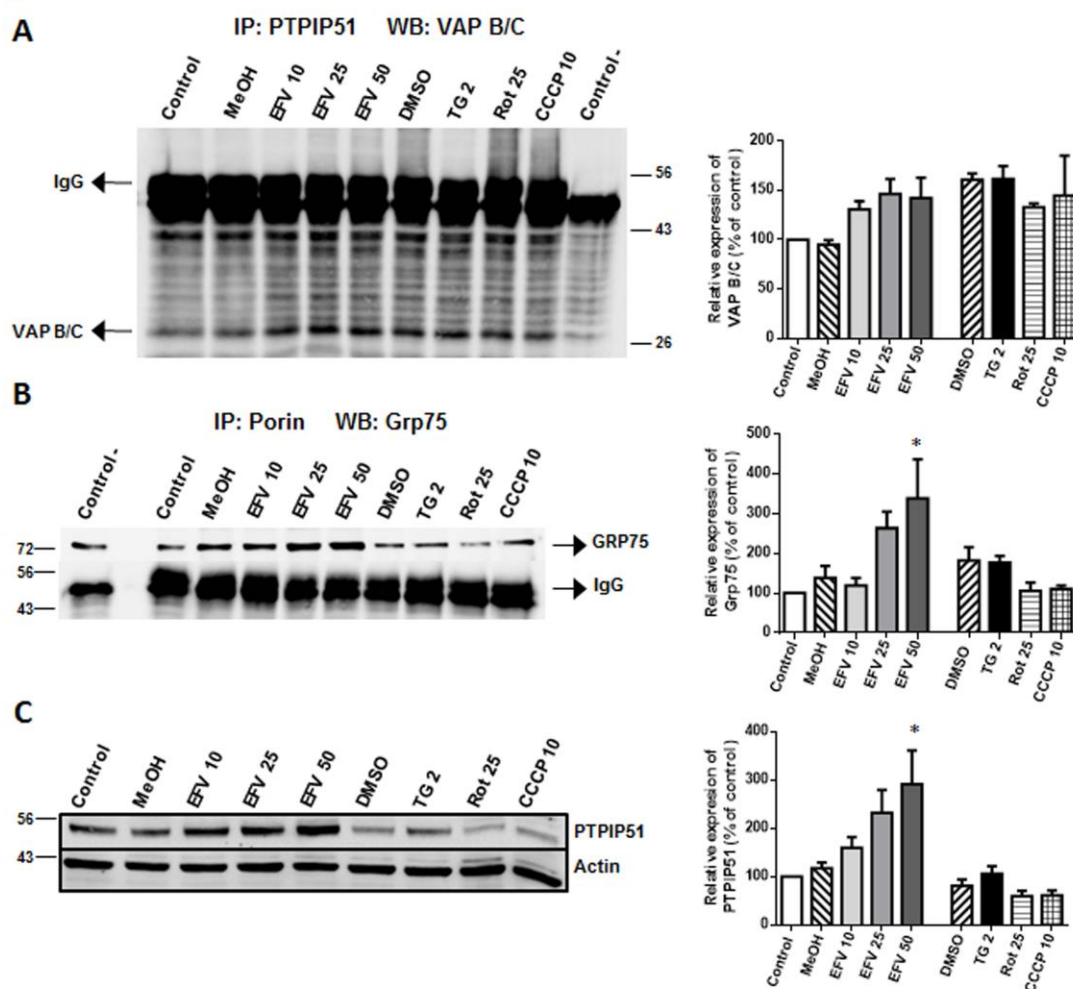 A
IP: PTPIP51 WB: VAP B/C
Control MeOH EFV 10 EFV 25 EFV 50 DMSO TG 2 Rot 25 CCCP 10 Control -
IgG
VAP B/C
56
43
26
Relative expression of
VAP B/C (% of control)
200
150
100
50
0
Control MeOH EFV 10 EFV 25 EFV 50 DMSO TG 2 Rot 25 CCCP 10
B
IP: Porin WB: Grp75
Control - Control MeOH EFV 10 EFV 25 EFV 50 DMSO TG 2 Rot 25 CCCP 10
72
56
43
GRP75
IgG
Relative expression of
Grp75 (% of control)
500
400
300
200
100
0
*
Control MeOH EFV 10 EFV 25 EFV 50 DMSO TG 2 Rot 25 CCCP 10
C
Control MeOH EFV 10 EFV 25 EFV 50 DMSO TG 2 Rot 25 CCCP 10
56
43
PTPIP51
Actin
Relative expresion of
PTPIP51 (% of control)
400
300
200
100
0
*
Control MeOH EFV 10 EFV 25 EFV 50 DMSO TG 2 Rot 25 CCCP 10